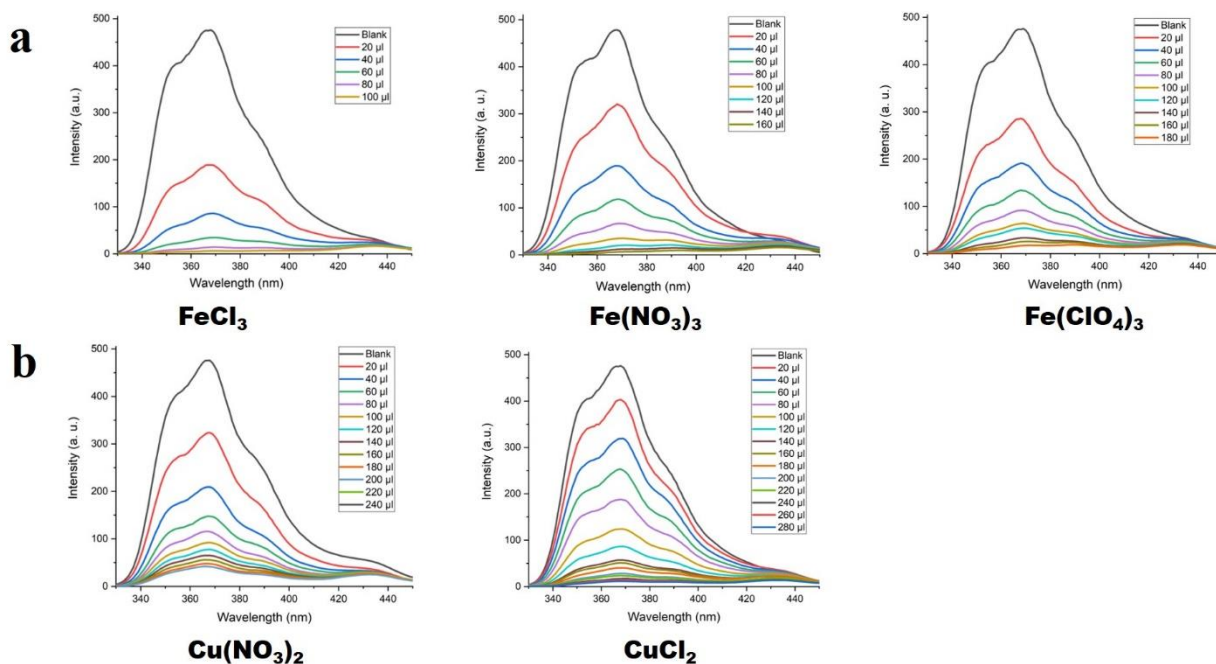 a
500
400
300
200
100
0
Intensity (a. u.)
340 360 380 400 420 440
Wavelength (nm)
Blank
20 µl
40 µl
60 µl
80 µl
100 µl
FeCl₃
500
400
300
200
100
0
Intensity (a. u.)
340 360 380 400 420 440
Wavelength (nm)
Blank
20 µl
40 µl
60 µl
80 µl
100 µl
120 µl
140 µl
160 µl
Fe(NO₃)₃
500
400
300
200
100
0
Intensity (a. u.)
340 360 380 400 420 440
Wavelength (nm)
Blank
20 µl
40 µl
60 µl
80 µl
100 µl
120 µl
140 µl
160 µl
180 µl
Fe(ClO₄)₃
b
500
400
300
200
100
0
Intensity (a. u.)
340 360 380 400 420 440
Wavelength (nm)
Blank
20 µl
40 µl
60 µl
80 µl
100 µl
120 µl
140 µl
160 µl
180 µl
200 µl
220 µl
240 µl
Cu(NO₃)₂
500
400
300
200
100
0
Intensity (a. u.)
340 360 380 400 420 440
Wavelength (nm)
Blank
20 µl
40 µl
60 µl
80 µl
100 µl
120 µl
140 µl
160 µl
180 µl
200 µl
220 µl
240 µl
260 µl
280 µl
CuCl₂